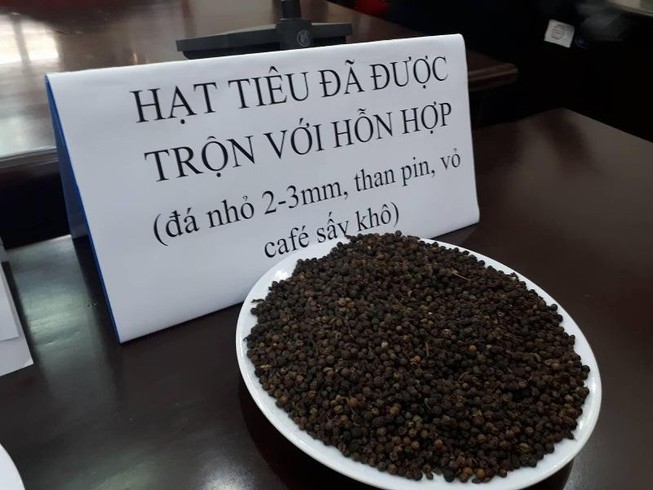 HẠT TIÊU ĐÃ ĐƯỢC
TRỘN VỚI HỖN HỢP
(đá nhỏ 2-3mm, than pin, vỏ
café sấy khô)